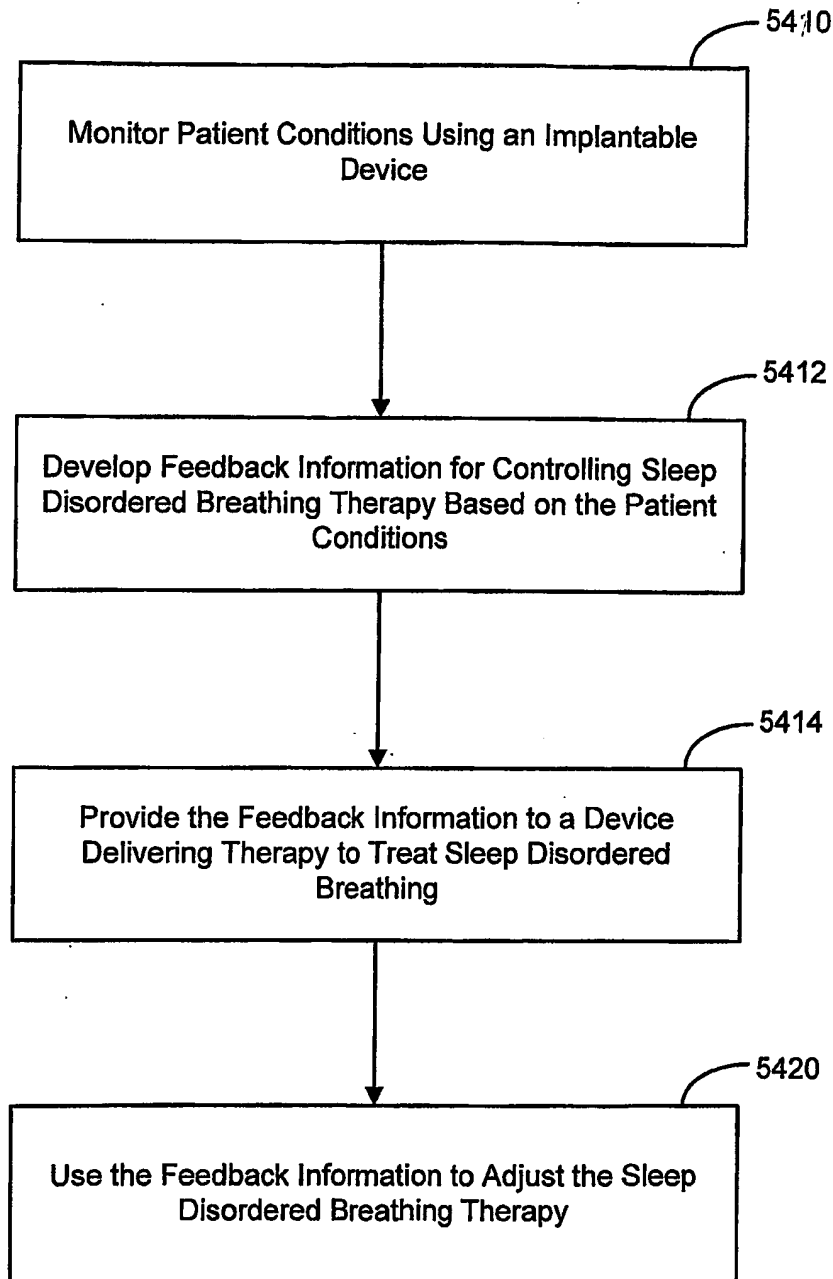 5410
Monitor Patient Conditions Using an Implantable
Device
5412
Develop Feedback Information for Controlling Sleep
Disordered Breathing Therapy Based on the Patient
Conditions
5414
Provide the Feedback Information to a Device
Delivering Therapy to Treat Sleep Disordered
Breathing
5420
Use the Feedback Information to Adjust the Sleep
Disordered Breathing Therapy